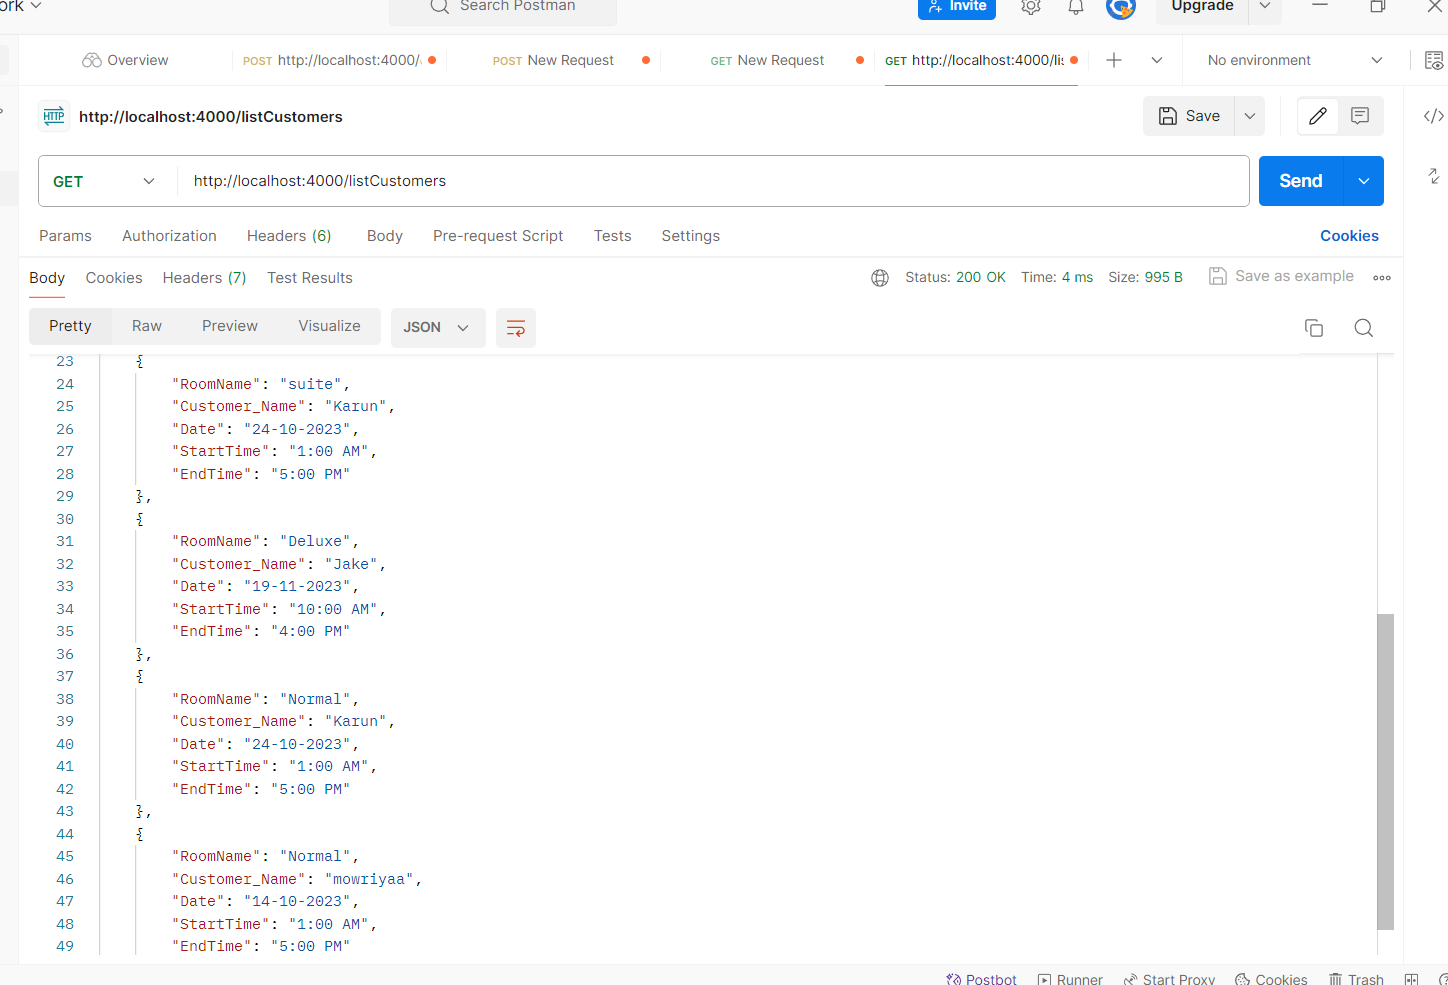 ork
Search Postman
Invite
Upgrade
Overview
POST http://localhost:4000/
POST New Request
GET New Request
GET http://localhost:4000/lis
No environment
HTTP http://localhost:4000/listCustomers
Save
GET http://localhost:4000/listCustomers
Send
Params Authorization Headers (6) Body Pre-request Script Tests Settings Cookies
Body Cookies Headers (7) Test Results Status: 200 OK Time: 4 ms Size: 995 B Save as example
Pretty Raw Preview Visualize JSON
23 {
24 "RoomName": "suite",
25 "Customer_Name": "Karun",
26 "Date": "24-10-2023",
27 "StartTime": "1:00 AM",
28 "EndTime": "5:00 PM"
29 },
30 {
31 "RoomName": "Deluxe",
32 "Customer_Name": "Jake",
33 "Date": "19-11-2023",
34 "StartTime": "10:00 AM",
35 "EndTime": "4:00 PM"
36 },
37 {
38 "RoomName": "Normal",
39 "Customer_Name": "Karun",
40 "Date": "24-10-2023",
41 "StartTime": "1:00 AM",
42 "EndTime": "5:00 PM"
43 },
44 {
45 "RoomName": "Normal",
46 "Customer_Name": "mowriyaa",
47 "Date": "14-10-2023",
48 "StartTime": "1:00 AM",
49 "EndTime": "5:00 PM"
Postbot Runner Start Proxy Cookies Trash